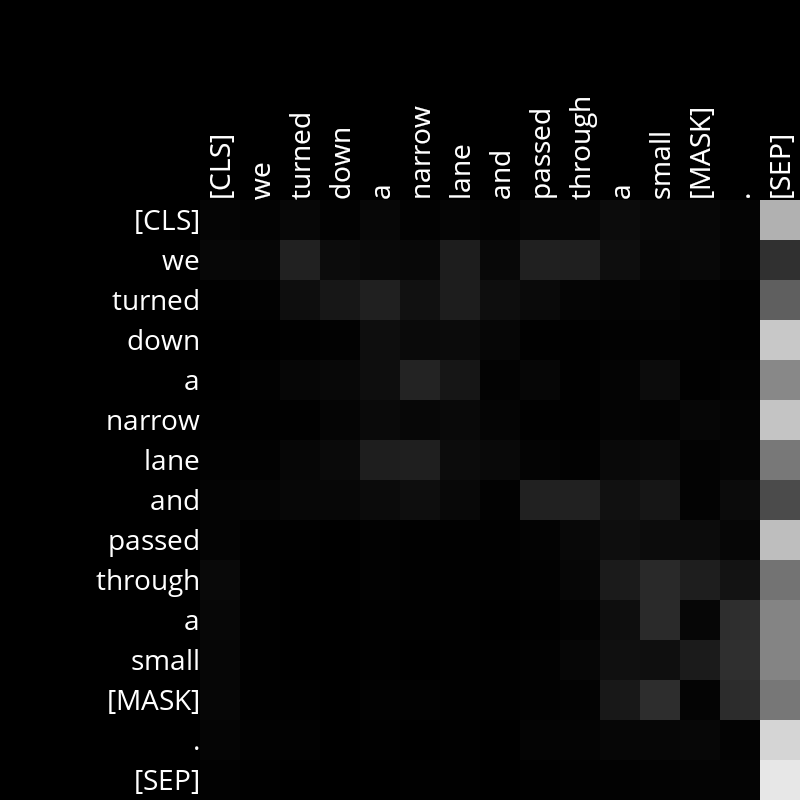 [CLS] we turned down a narrow lane and passed through a small [MASK] . [SEP]
[CLS]
we
turned
down
a
narrow
lane
and
passed
through
a
small
[MASK]
.
[SEP]